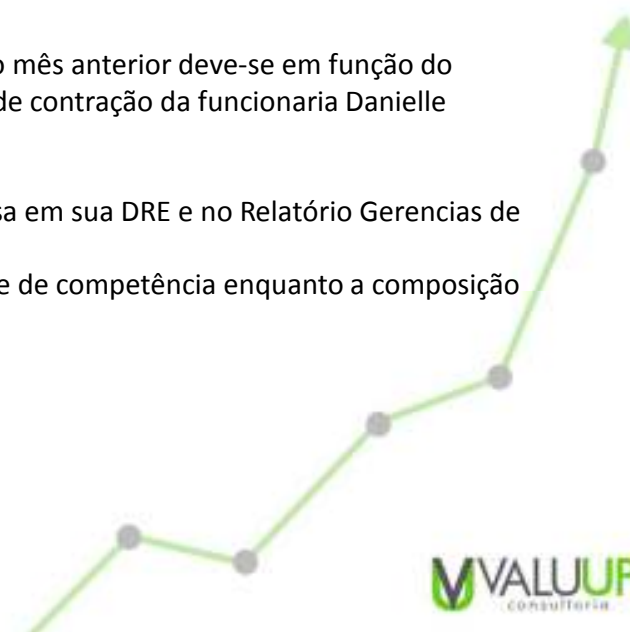 o mês anterior deve-se em função do
de contração da funcionaria Danielle
sa em sua DRE e no Relatório Gerencias de
e de competência enquanto a composição
VALUUP
consultoria